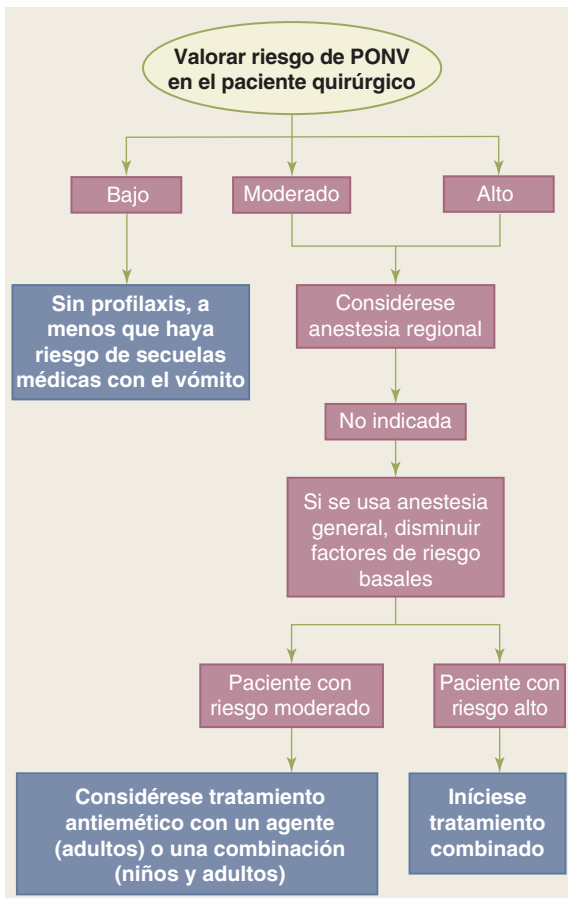 Valorar riesgo de PONV
en el paciente quirúrgico
Bajo
Moderado
Alto
Sin profilaxis, a
menos que haya
riesgo de secuelas
médicas con el vómito
Considérese
anestesia regional
No indicada
Si se usa anestesia
general, disminuir
factores de riesgo
basales
Paciente con
riesgo moderado
Paciente con
riesgo alto
Considérese tratamiento
antiemético con un agente
(adultos) o una combinación
(niños y adultos)
Iníciese
tratamiento
combinado